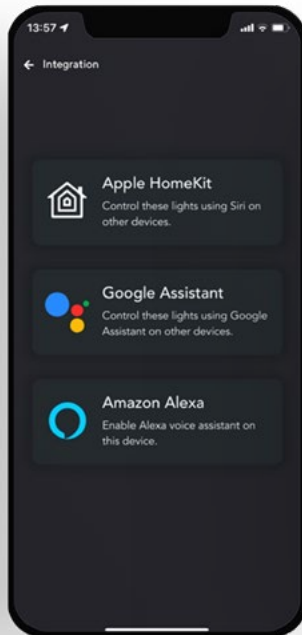 13:57
Integration
Apple HomeKit
Control these lights using Siri on
other devices.
Google Assistant
Control these lights using Google
Assistant on other devices.
Amazon Alexa
Enable Alexa voice assistant on
this device.